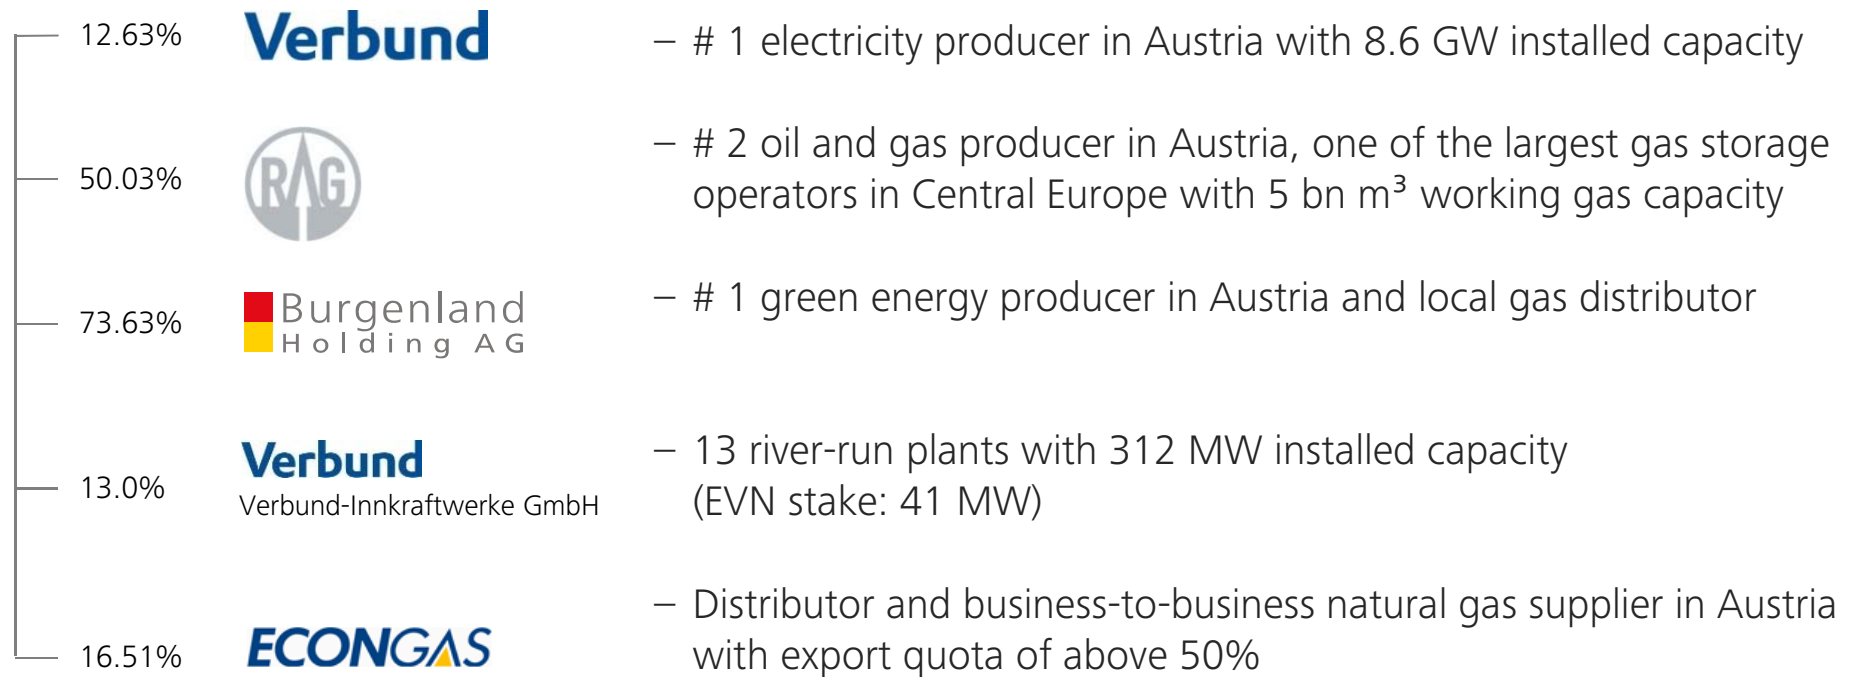 12.63%
Verbund
– # 1 electricity producer in Austria with 8.6 GW installed capacity
50.03%
RAG
– # 2 oil and gas producer in Austria, one of the largest gas storage
operators in Central Europe with 5 bn m³ working gas capacity
73.63%
Burgenland
Holding AG
– # 1 green energy producer in Austria and local gas distributor
13.0%
Verbund
Verbund-Innkraftwerke GmbH
– 13 river-run plants with 312 MW installed capacity
(EVN stake: 41 MW)
16.51%
ECONGAS
– Distributor and business-to-business natural gas supplier in Austria
with export quota of above 50%